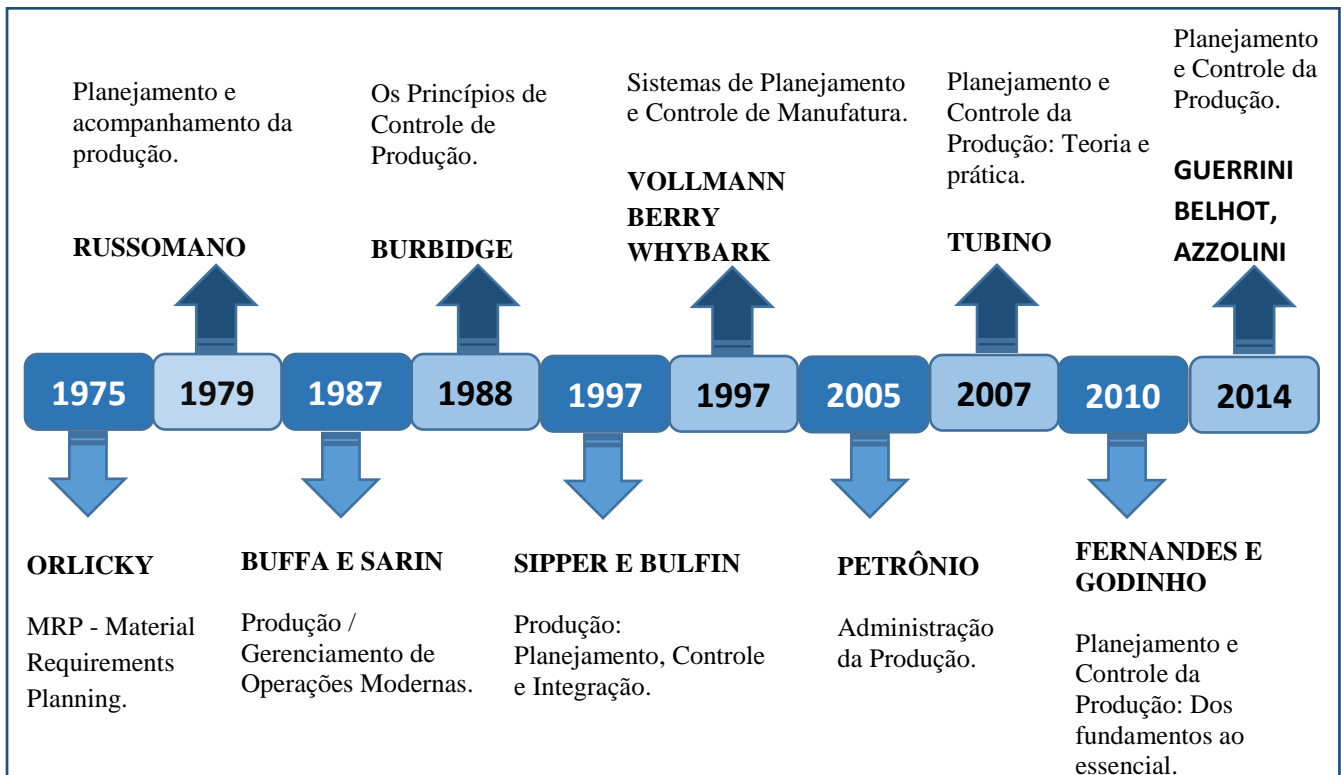 Planejamento e
acompanhamento da
produção.
RUSSOMANO
Os Princípios de
Controle de
Produção.
BURBIDGE
Sistemas de Planejamento
e Controle de Manufatura.
VOLLMANN
BERRY
WHYBARK
Planejamento e
Controle da
Produção: Teoria e
prática.
TUBINO
Planejamento
e Controle da
Produção.
GUERRINI
BELHOT,
AZZOLINI
1975
1979
1987
1988
1997
1997
2005
2007
2010
2014
ORLICKY
MRP - Material
Requirements
Planning.
BUFFA E SARIN
Produção /
Gerenciamento de
Operações Modernas.
SIPPER E BULFIN
Produção:
Planejamento, Controle
e Integração.
PETRÔNIO
Administração
da Produção.
FERNANDES E
GODINHO
Planejamento e
Controle da
Produção: Dos
fundamentos ao
essencial.